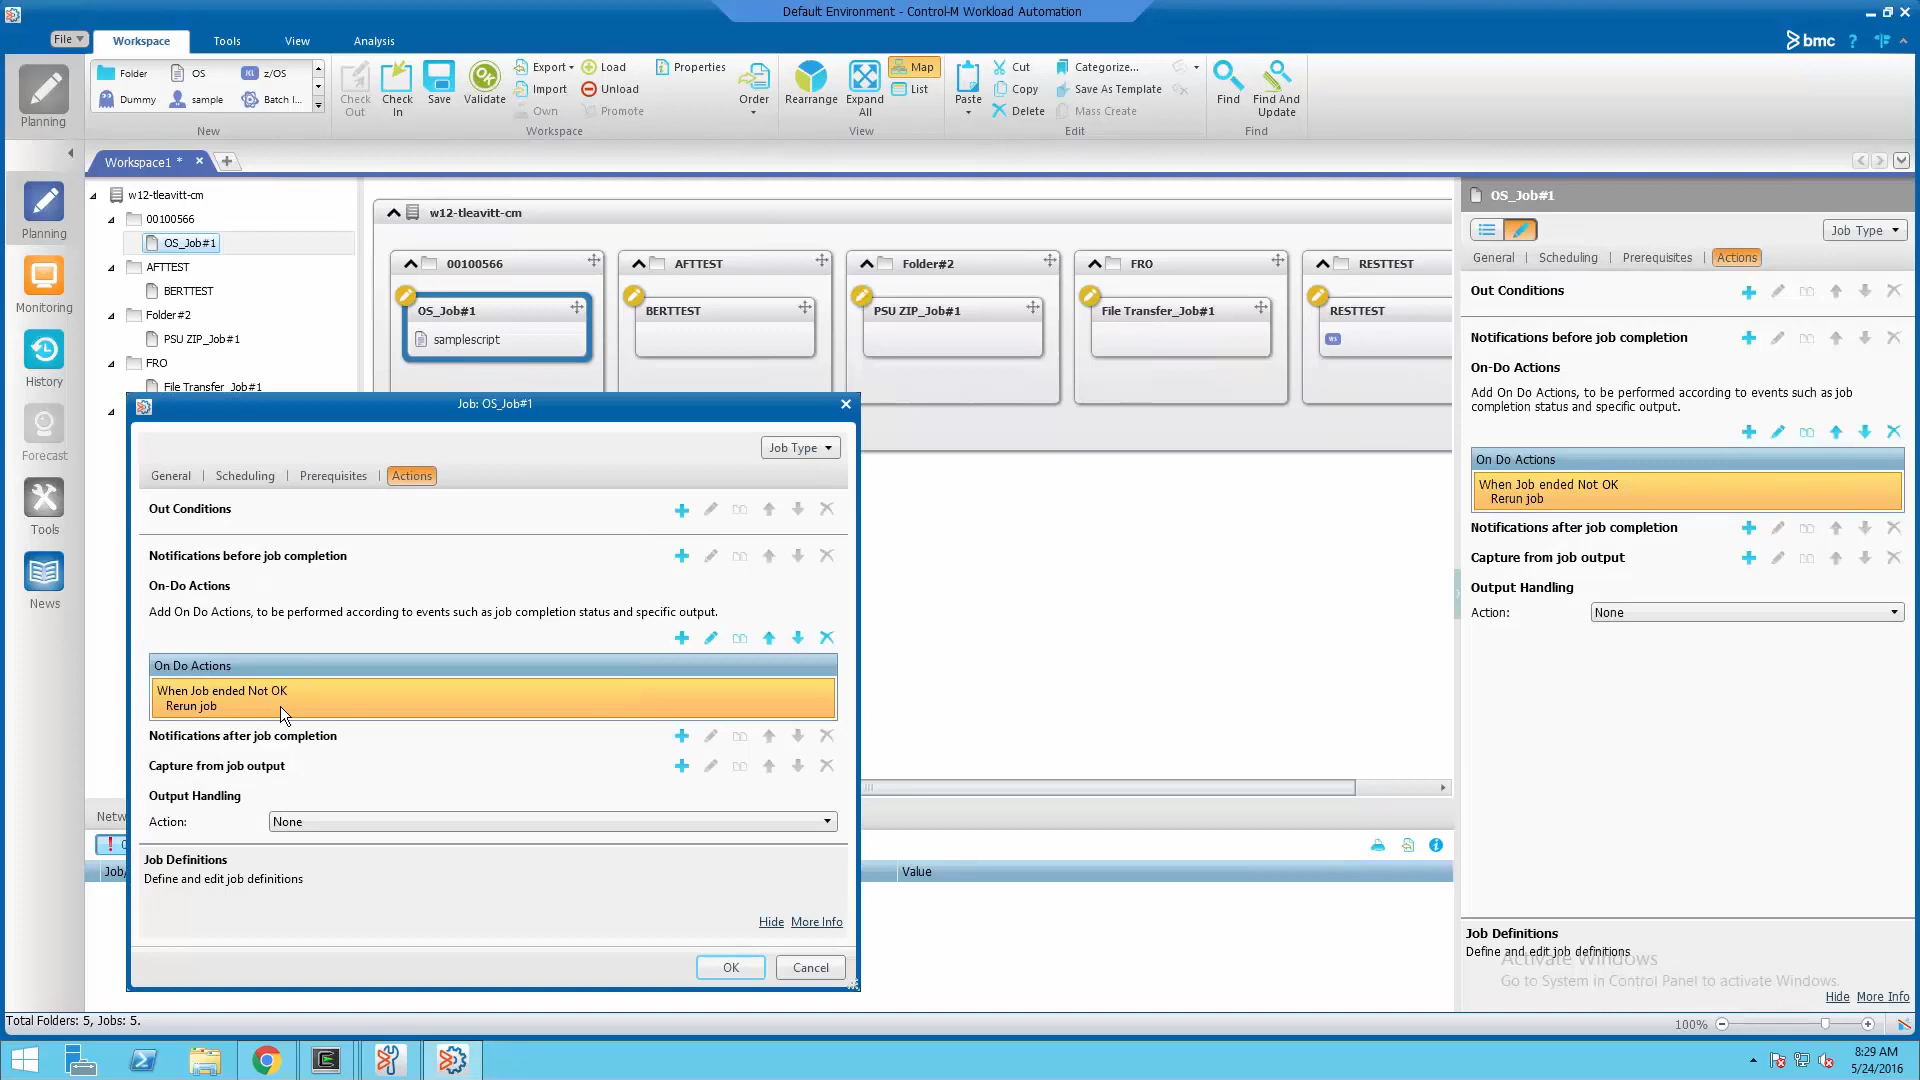 Default Environment - Control-M Workload Automation
File
Workspace
Tools
View
Analysis
bmc
?
Planning
Folder
OS
z/OS
Dummy
sample
Batch I...
New
Check Out
Check In
Save
Validate
Export
Import
Own
Load
Unload
Promote
Properties
Workspace
Order
Rearrange
Expand All
Map
List
View
Paste
Cut
Copy
Delete
Categorize...
Save As Template
Mass Create
Edit
Find
Find And Update
Find
Workspace1 *
Planning
Monitoring
History
Forecast
Tools
News
w12-tleavitt-cm
00100566
OS_Job#1
AFTTEST
BERTTEST
Folder#2
PSU ZIP_Job#1
FRO
File Transfer_Job#1
w12-tleavitt-cm
00100566
OS_Job#1
samplescript
AFTTEST
BERTTEST
Folder#2
PSU ZIP_Job#1
FRO
File Transfer_Job#1
RESTTEST
RESTTEST
Job: OS_Job#1
Job Type
General
Scheduling
Prerequisites
Actions
Out Conditions
Notifications before job completion
On-Do Actions
Add On Do Actions, to be performed according to events such as job completion status and specific output.
On Do Actions
When Job ended Not OK
Rerun job
Notifications after job completion
Capture from job output
Output Handling
Action:
None
Job Definitions
Define and edit job definitions
Hide
More Info
OK
Cancel
Netw
Job/
Value
OS_Job#1
Job Type
General
Scheduling
Prerequisites
Actions
Out Conditions
Notifications before job completion
On-Do Actions
Add On Do Actions, to be performed according to events such as job
completion status and specific output.
On Do Actions
When Job ended Not OK
Rerun job
Notifications after job completion
Capture from job output
Output Handling
Action:
None
Job Definitions
Define and edit job definitions
Activate Windows
Go to System in Control Panel to activate Windows.
Hide
More Info
Total Folders: 5, Jobs: 5.
100%
8:29 AM
5/24/2016